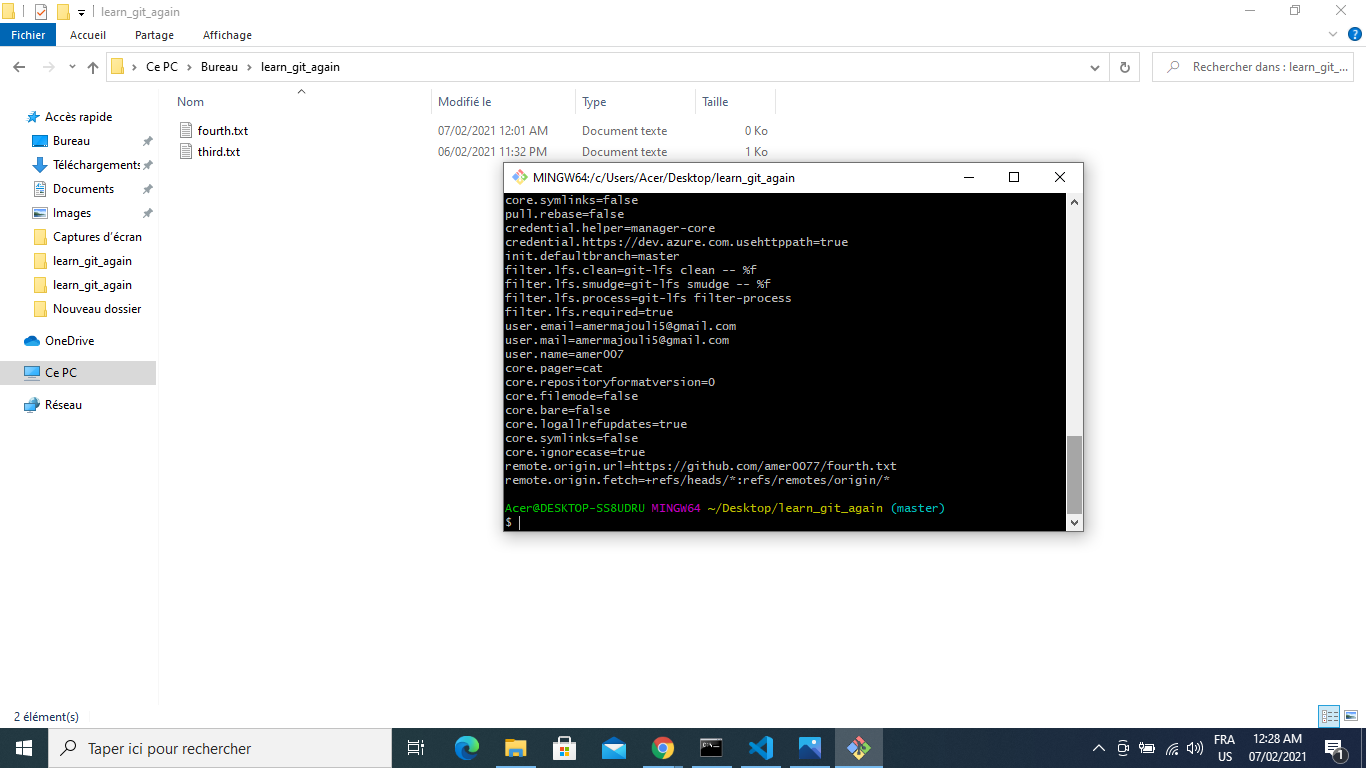 learn_git_again
Fichier Accueil Partage Affichage
Ce PC Bureau learn_git_again
Rechercher dans : learn_git_...
Nom Modifié le Type Taille
fourth.txt 07/02/2021 12:01 AM Document texte 0 Ko
third.txt 06/02/2021 11:32 PM Document texte 1 Ko
Accès rapide
Bureau
Téléchargements
Documents
Images
Captures d'écran
learn_git_again
learn_git_again
Nouveau dossier
OneDrive
Ce PC
Réseau
MINGW64:/c/Users/Acer/Desktop/learn_git_again
core.symlinks=false
pull.rebase=false
credential.helper=manager-core
credential.https://dev.azure.com.usehttppath=true
init.defaultbranch=master
filter.lfs.clean=git-lfs clean -- %f
filter.lfs.smudge=git-lfs smudge -- %f
filter.lfs.process=git-lfs filter-process
filter.lfs.required=true
user.email=amermajouli5@gmail.com
user.mail=amermajouli5@gmail.com
user.name=amer007
core.pager=cat
core.repositoryformatversion=0
core.filemode=false
core.bare=false
core.logallrefupdates=true
core.symlinks=false
core.ignorecase=true
remote.origin.url=https://github.com/amer0077/fourth.txt
remote.origin.fetch=+refs/heads/*:refs/remotes/origin/*
Acer@DESKTOP-SS8UDRU MINGW64 ~/Desktop/learn_git_again (master)
$
2 élément(s)
Taper ici pour rechercher
FRA
US
12:28 AM
07/02/2021
1